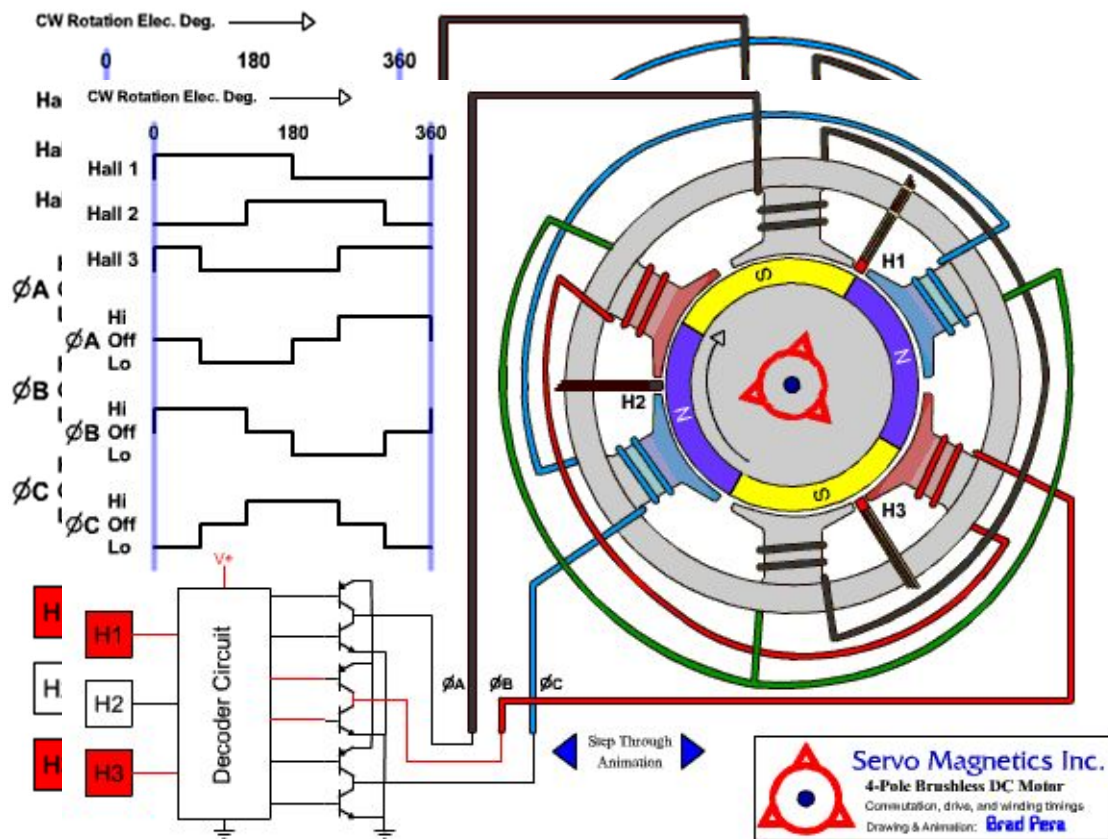 CW Rotation Elec. Deg.
0 180 360
Ha
CW Rotation Elec. Deg.
0 180 360
Hall 1
Hal
Hall 2
Ha
Hall 3
ØA
Hi
ØA Off
Lo
ØB
Hi
ØB Off
Lo
ØC
Hi
ØC Off
Lo
V+
H
H1
H2
H3
Decoder Circuit
ØA ØB ØC
S
N
N
S
H1
H2
H3
Step Through
Animation
Servo Magnetics Inc.
4-Pole Brushless DC Motor
Commutation, drive, and winding timings
Drawing & Animation: Brad Pera